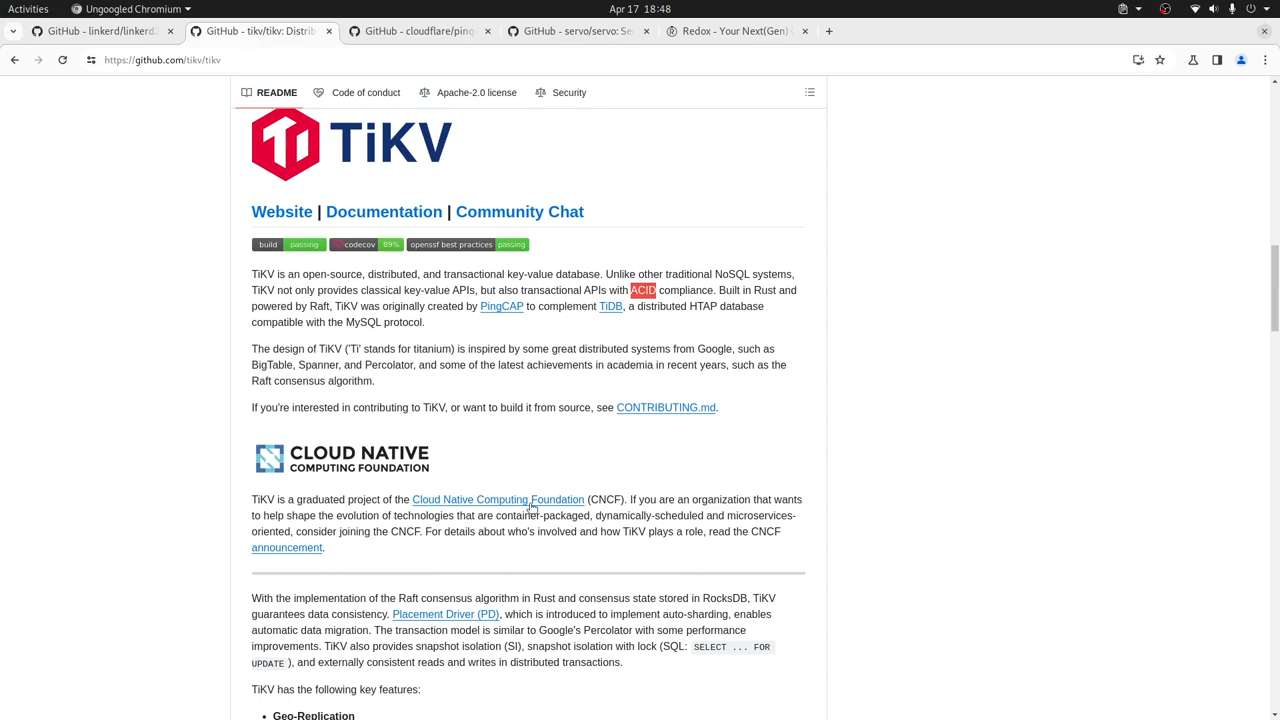 Activities
Ungoogled Chromium
Apr 17 18:48
GitHub - linkerd/linkerd2
GitHub - tikv/tikv: Distrib
GitHub - cloudflare/pinq
GitHub - servo/servo: Se
Redox - Your Next(Gen) O
https://github.com/tikv/tikv
README
Code of conduct
Apache-2.0 license
Security
Ti TiKV
Website | Documentation | Community Chat
build passing codecov 89% openssf best practices passing
TiKV is an open-source, distributed, and transactional key-value database. Unlike other traditional NoSQL systems,
TiKV not only provides classical key-value APIs, but also transactional APIs with ACID compliance. Built in Rust and
powered by Raft, TiKV was originally created by PingCAP to complement TiDB, a distributed HTAP database
compatible with the MySQL protocol.
The design of TiKV ('Ti' stands for titanium) is inspired by some great distributed systems from Google, such as
BigTable, Spanner, and Percolator, and some of the latest achievements in academia in recent years, such as the
Raft consensus algorithm.
If you're interested in contributing to TiKV, or want to build it from source, see CONTRIBUTING.md.
CLOUD NATIVE
COMPUTING FOUNDATION
TiKV is a graduated project of the Cloud Native Computing Foundation (CNCF). If you are an organization that wants
to help shape the evolution of technologies that are container-packaged, dynamically-scheduled and microservices-
oriented, consider joining the CNCF. For details about who's involved and how TiKV plays a role, read the CNCF
announcement.
With the implementation of the Raft consensus algorithm in Rust and consensus state stored in RocksDB, TiKV
guarantees data consistency. Placement Driver (PD), which is introduced to implement auto-sharding, enables
automatic data migration. The transaction model is similar to Google's Percolator with some performance
improvements. TiKV also provides snapshot isolation (SI), snapshot isolation with lock (SQL: SELECT ... FOR
UPDATE ), and externally consistent reads and writes in distributed transactions.
TiKV has the following key features:
• Geo-Replication